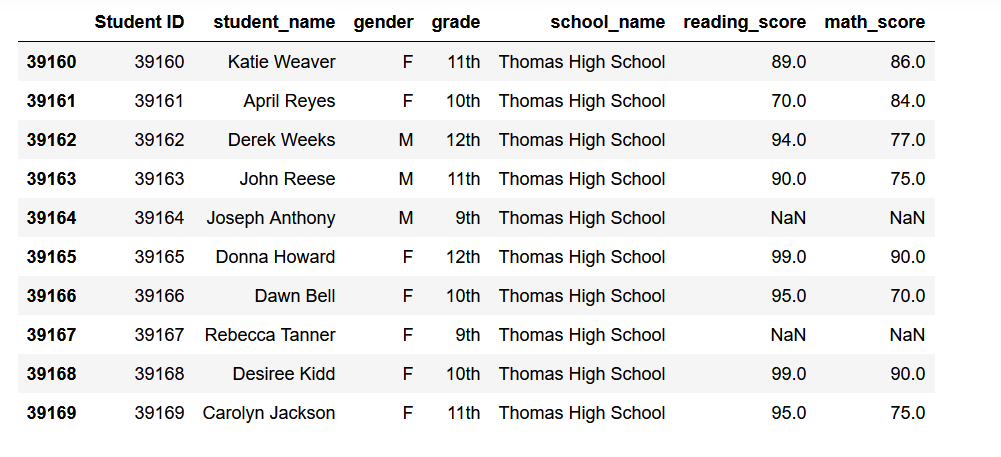 Student ID student_name gender grade school_name reading_score math_score
39160 39160 Katie Weaver F 11th Thomas High School 89.0 86.0
39161 39161 April Reyes F 10th Thomas High School 70.0 84.0
39162 39162 Derek Weeks M 12th Thomas High School 94.0 77.0
39163 39163 John Reese M 11th Thomas High School 90.0 75.0
39164 39164 Joseph Anthony M 9th Thomas High School NaN NaN
39165 39165 Donna Howard F 12th Thomas High School 99.0 90.0
39166 39166 Dawn Bell F 10th Thomas High School 95.0 70.0
39167 39167 Rebecca Tanner F 9th Thomas High School NaN NaN
39168 39168 Desiree Kidd F 10th Thomas High School 99.0 90.0
39169 39169 Carolyn Jackson F 11th Thomas High School 95.0 75.0